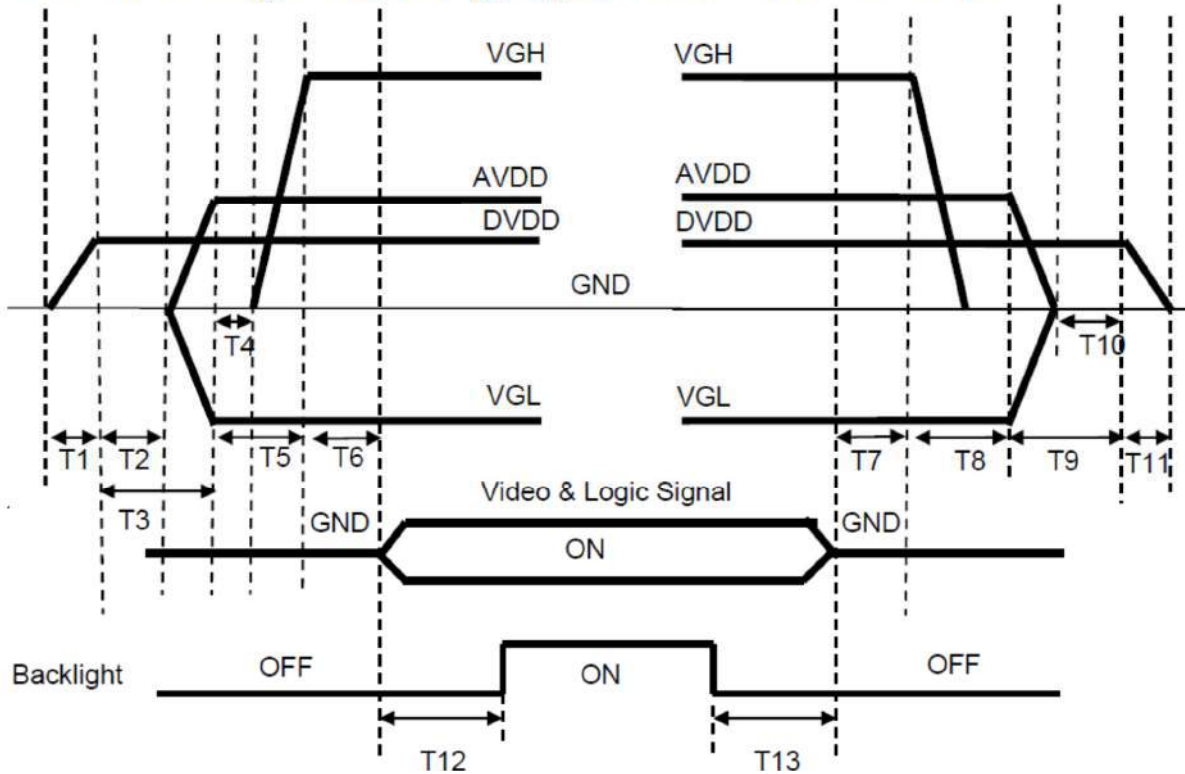 VGH VGH
AVDD AVDD
DVDD DVDD
GND
T4 T10
VGL VGL
T1 T2 T5 T6 T7 T8 T9 T11
T3
Video & Logic Signal
GND GND
ON
Backlight OFF ON OFF
T12 T13